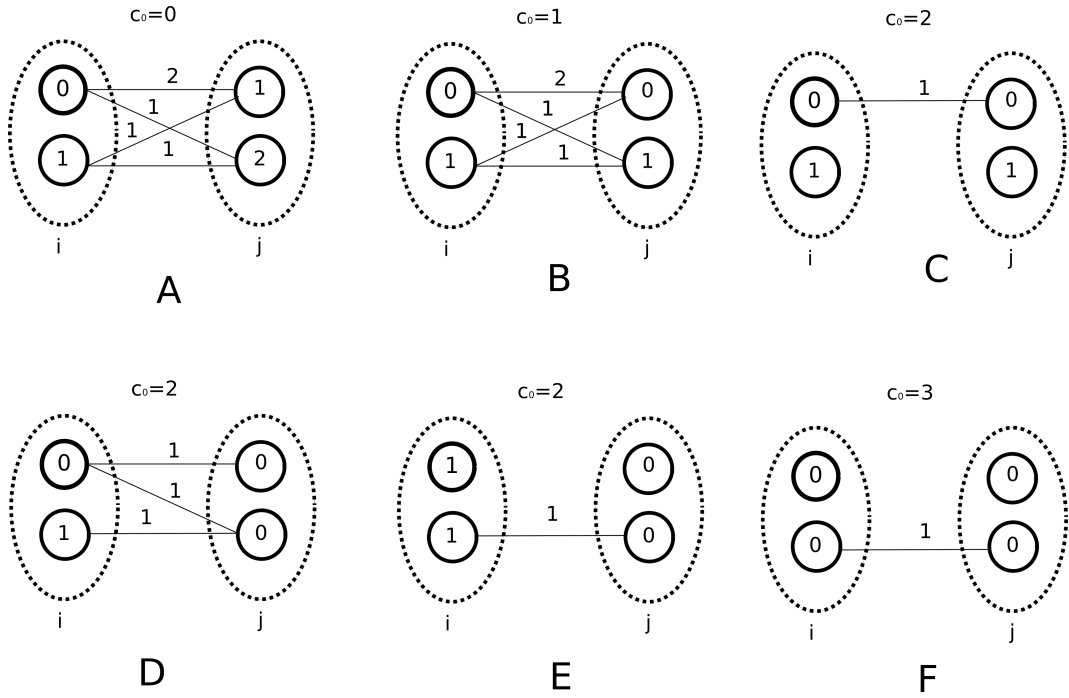 c₀=0
0 2 1
1
1
1 1 2
i j
A
c₀=1
0 2 0
1
1
1 1 1
i j
B
c₀=2
0 1 0
1 1
i j
C
c₀=2
0 1 0
1
1 1 0
i j
D
c₀=2
1 0
1 1 0
i j
E
c₀=3
0 0
0 1 0
i j
F